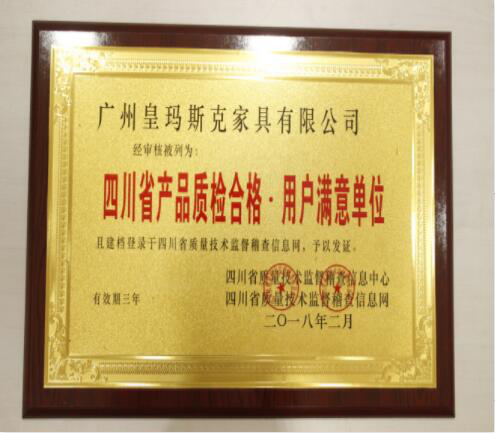 广州皇玛斯克家具有限公司
经审核被列为:
四川省产品质检合格·用户满意单位
且建档登录于四川省质量技术监督稽查信息网,予以发证。
四川省质量技术监督稽查信息中心
有效期三年 四川省质量技术监督稽查信息网
二〇一八年二月